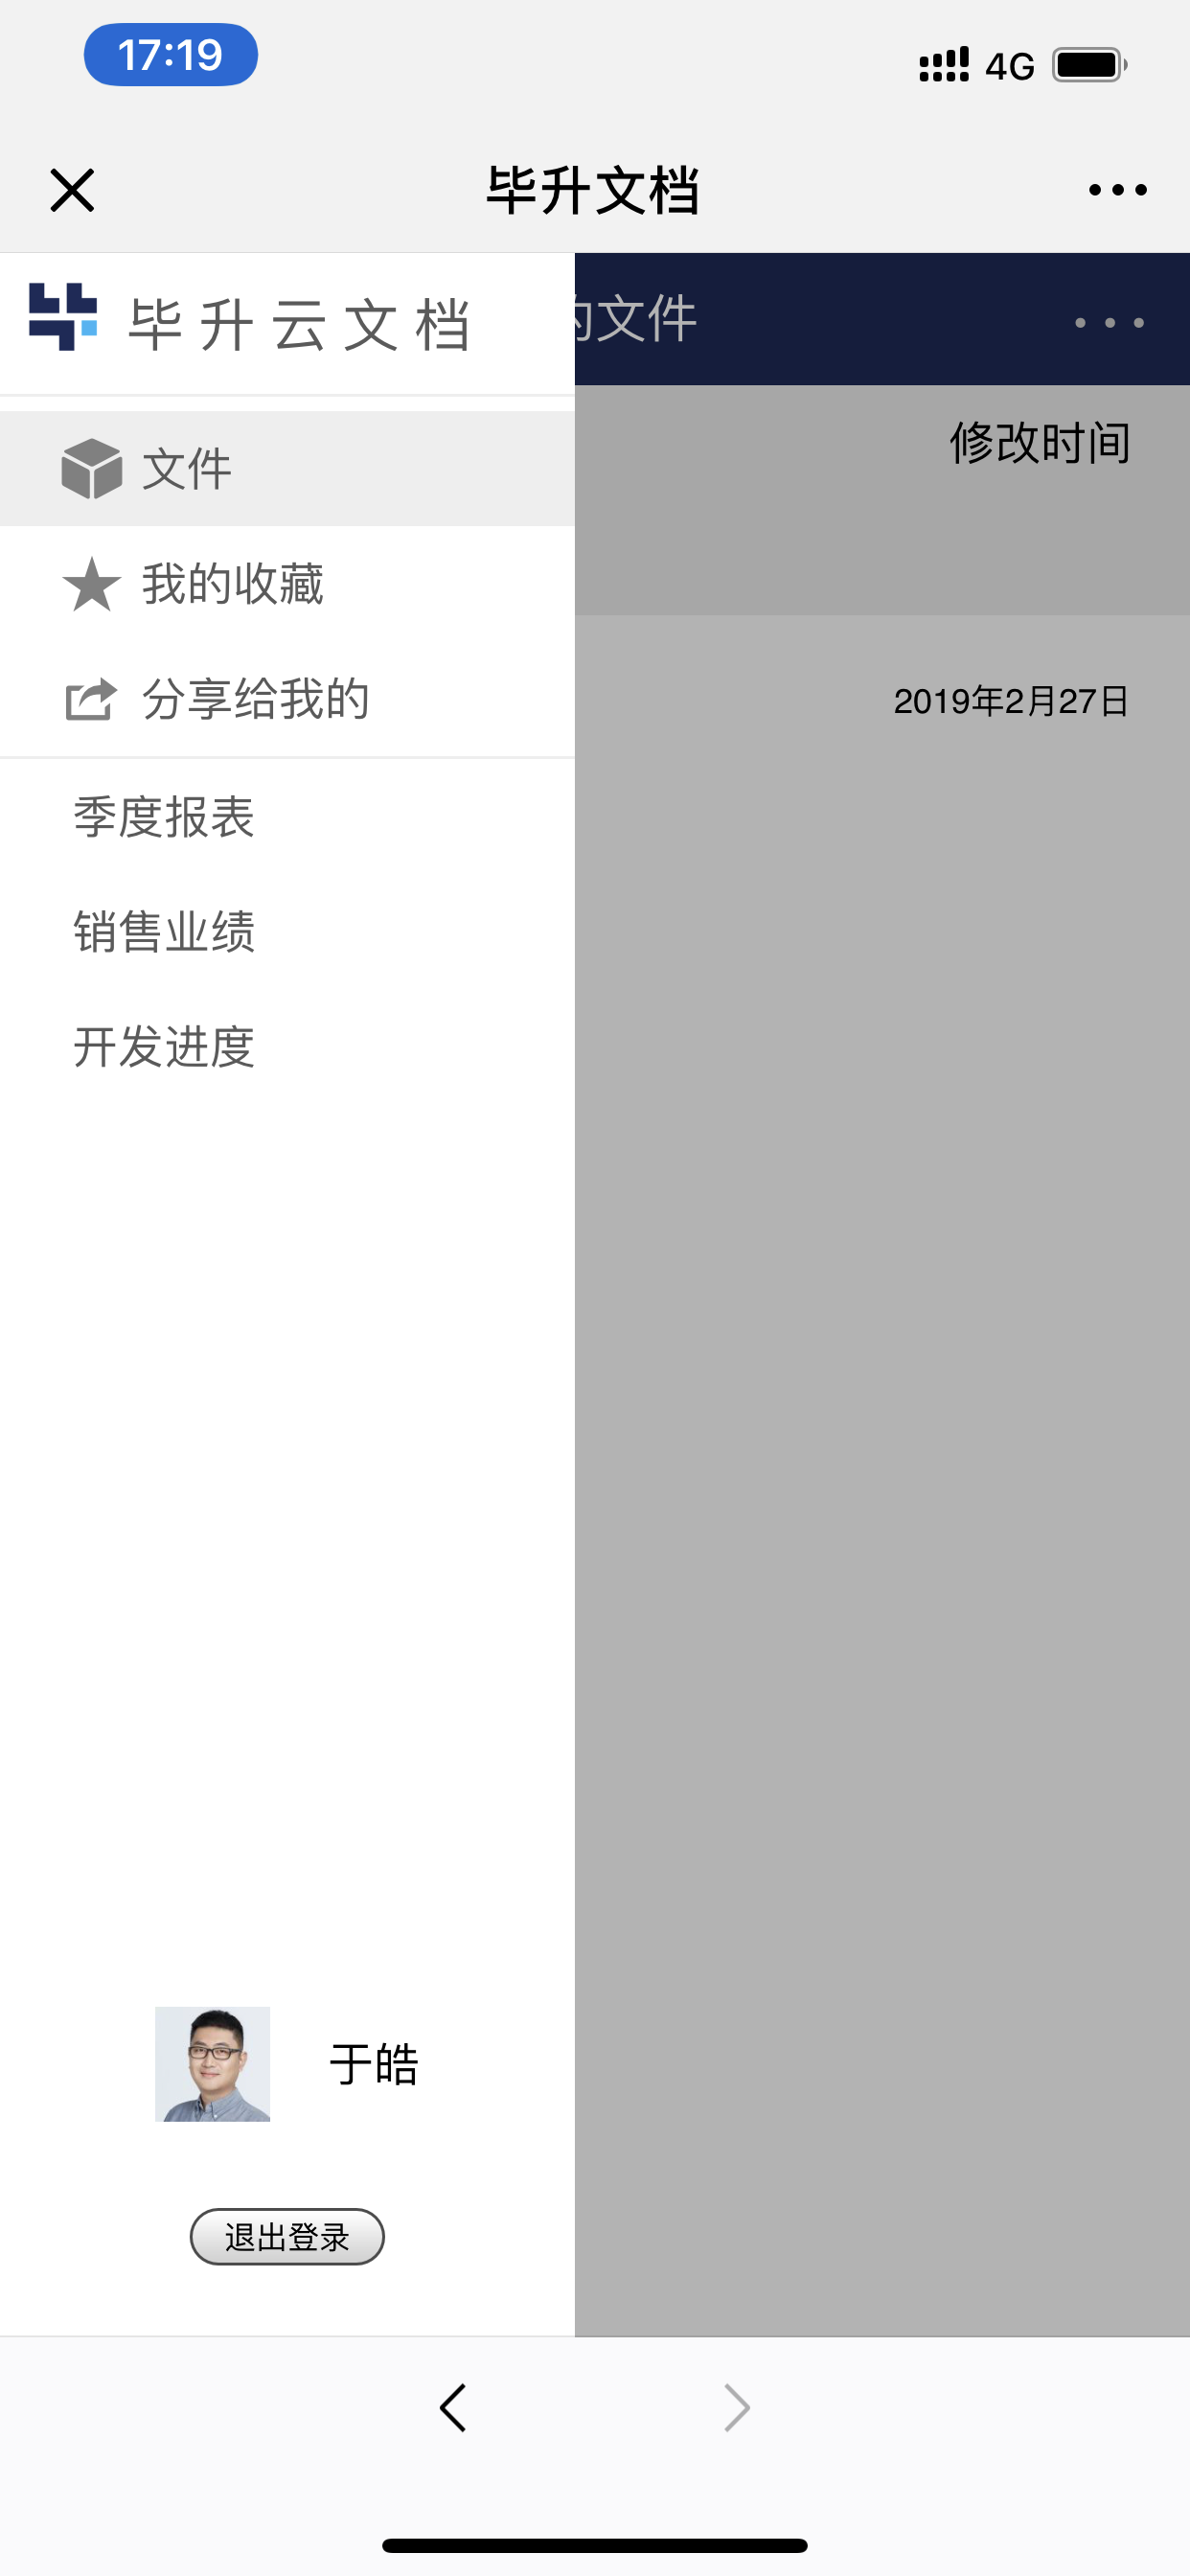 17:19
4G
毕升文档
毕升云文档
的文件
文件
修改时间
我的收藏
分享给我的
2019年2月27日
季度报表
销售业绩
开发进度
于皓
退出登录